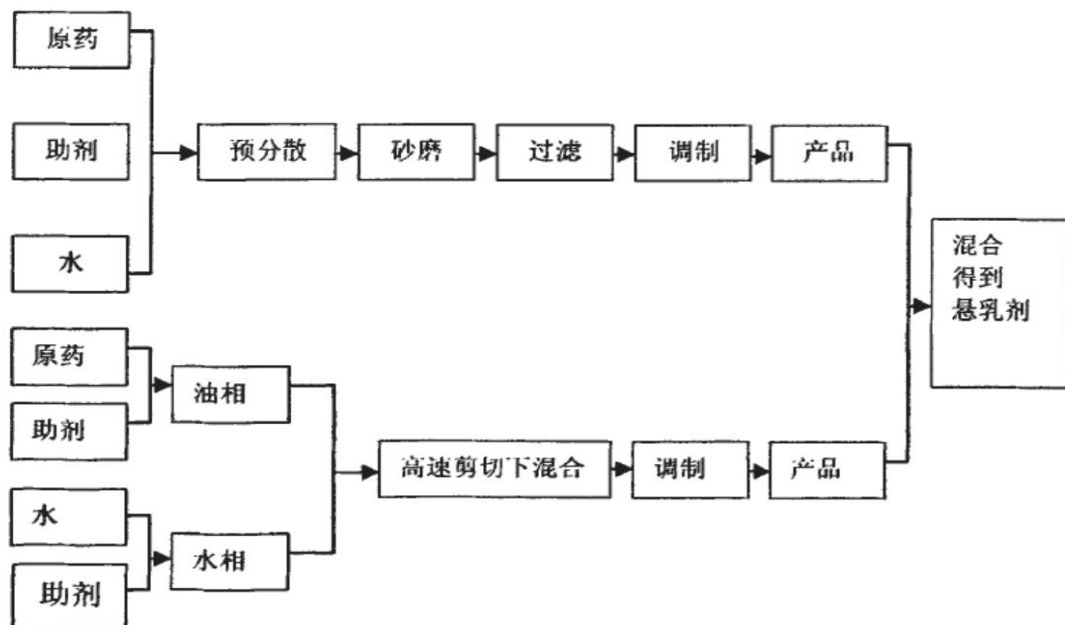 原药
助剂
水
预分散
砂磨
过滤
调制
产品
原药
助剂
油相
水
助剂
水相
高速剪切下混合
调制
产品
混合
得到
悬乳剂